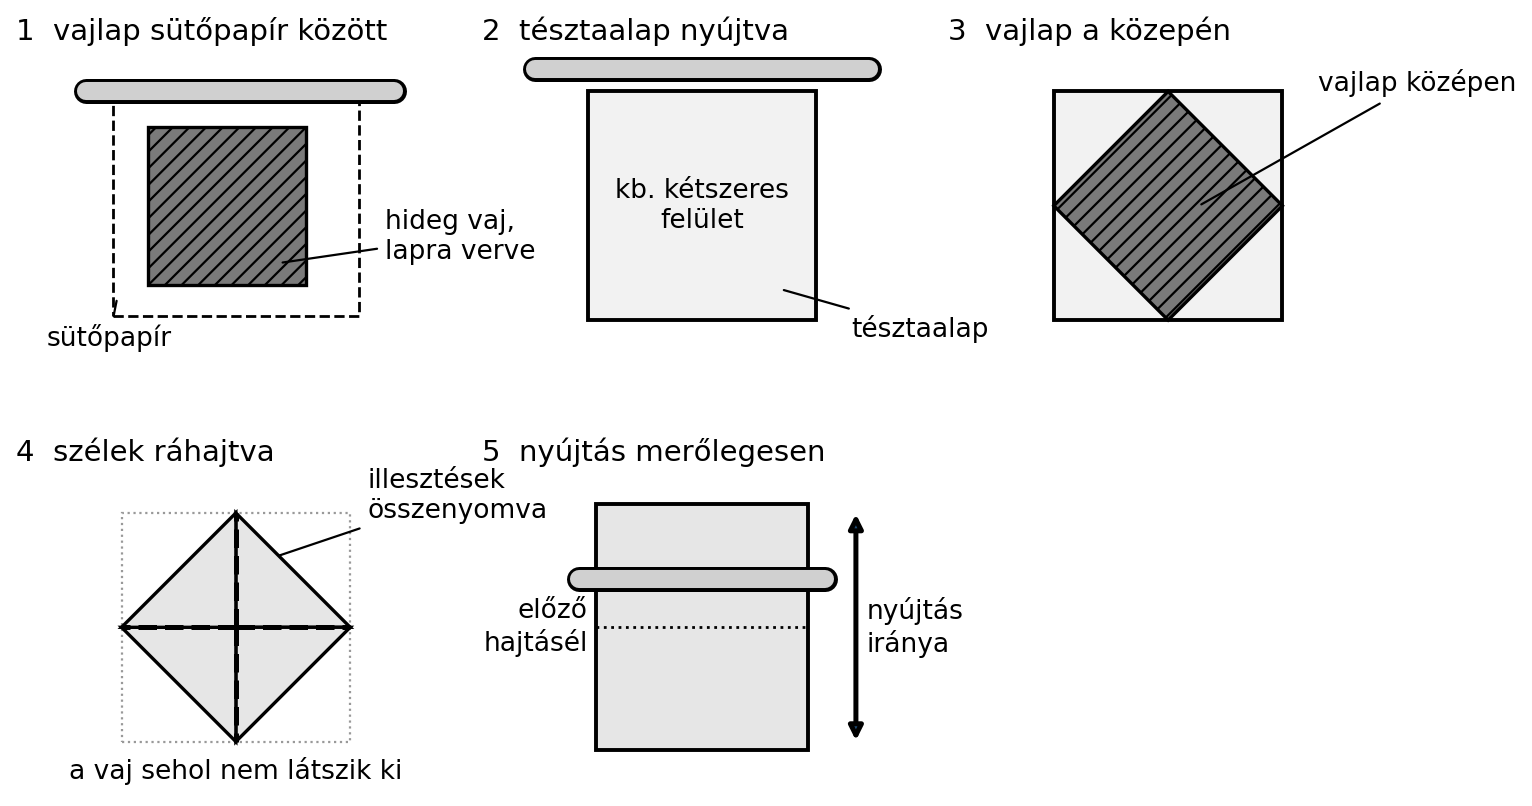 1 vajlap sütőpapír között
hideg vaj,
lapra verve
sütőpapír
2 tésztaalap nyújtva
kb. kétszeres
felület
tésztaalap
3 vajlap a közepén
vajlap középen
4 szélek ráhajtva
illesztések
összenyomva
a vaj sehol nem látszik ki
5 nyújtás merőlegesen
előző
hajtásél
nyújtás
iránya